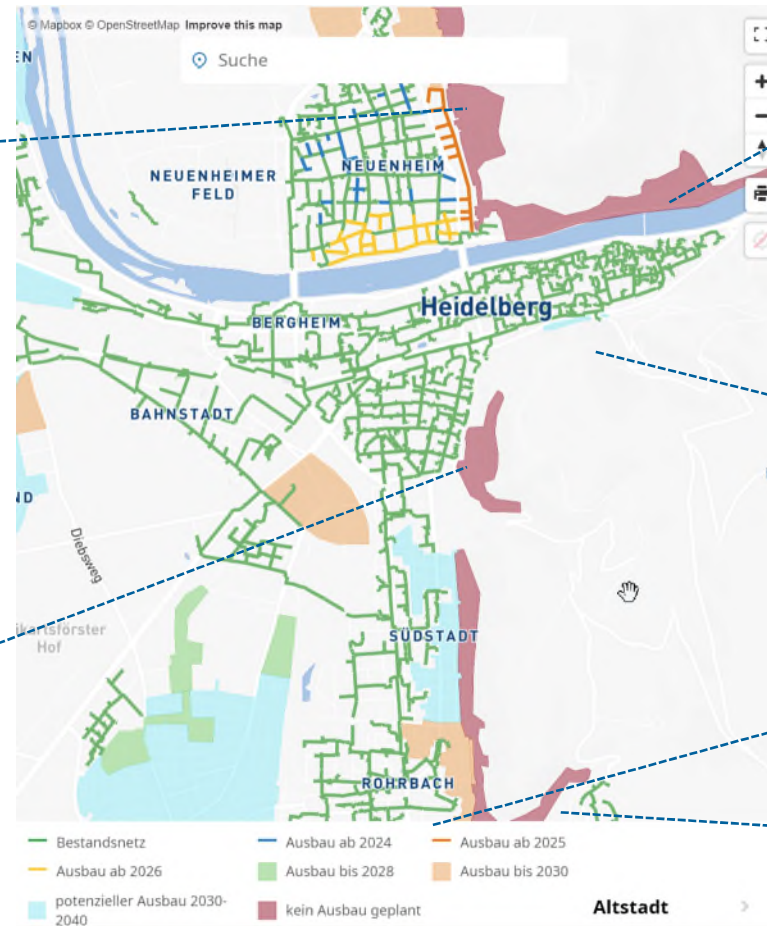 © Mapbox © OpenStreetMap Improve this map
Suche
EN
NEUENHEIMER
FELD
NEUENHEIM
Heidelberg
BERGHEIM
BAHNSTADT
ND
Diebsweg
ikartsförster
Hof
SÜDSTADT
ROHRBACH
Bestandsnetz
Ausbau ab 2024
Ausbau ab 2025
Ausbau ab 2026
Ausbau bis 2028
Ausbau bis 2030
potenzieller Ausbau 2030-
2040
kein Ausbau geplant
Altstadt